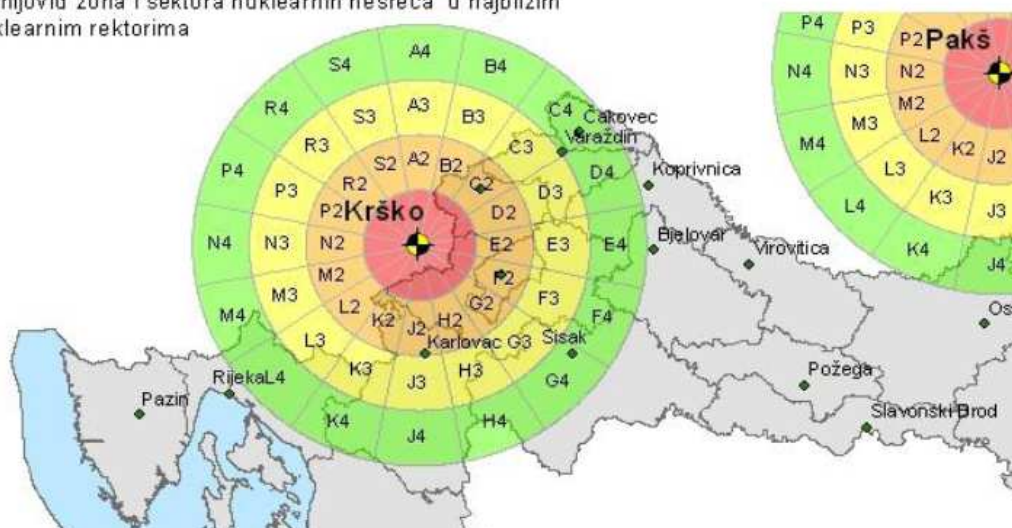 zona i sektora nuklearnih nesreća u najbližim
rektorima
A4
S4
B4
A3
R4
S3
B3
C4
Čakovec
Varaždin
R3
C3
A2
S2
B2
P4
D4
Koprivnica
P3
R2
C2
D3
P2
Krško
D2
N4
N3
N2
E2
E3
E4
Bjelovar
Virovitica
M2
F2
M3
L2
G2
F3
M4
K2
J2
H2
F4
L3
Karlovac
G3
Sisak
K3
J3
H3
G4
Rijeka
L4
Pazin
K4
J4
H4
Požega
Slavonski Brod
P4
P3
P2
Pakš
N4
N3
N2
M2
M3
M4
L2
K2
J2
L3
K3
J3
L4
K4
J4
Os